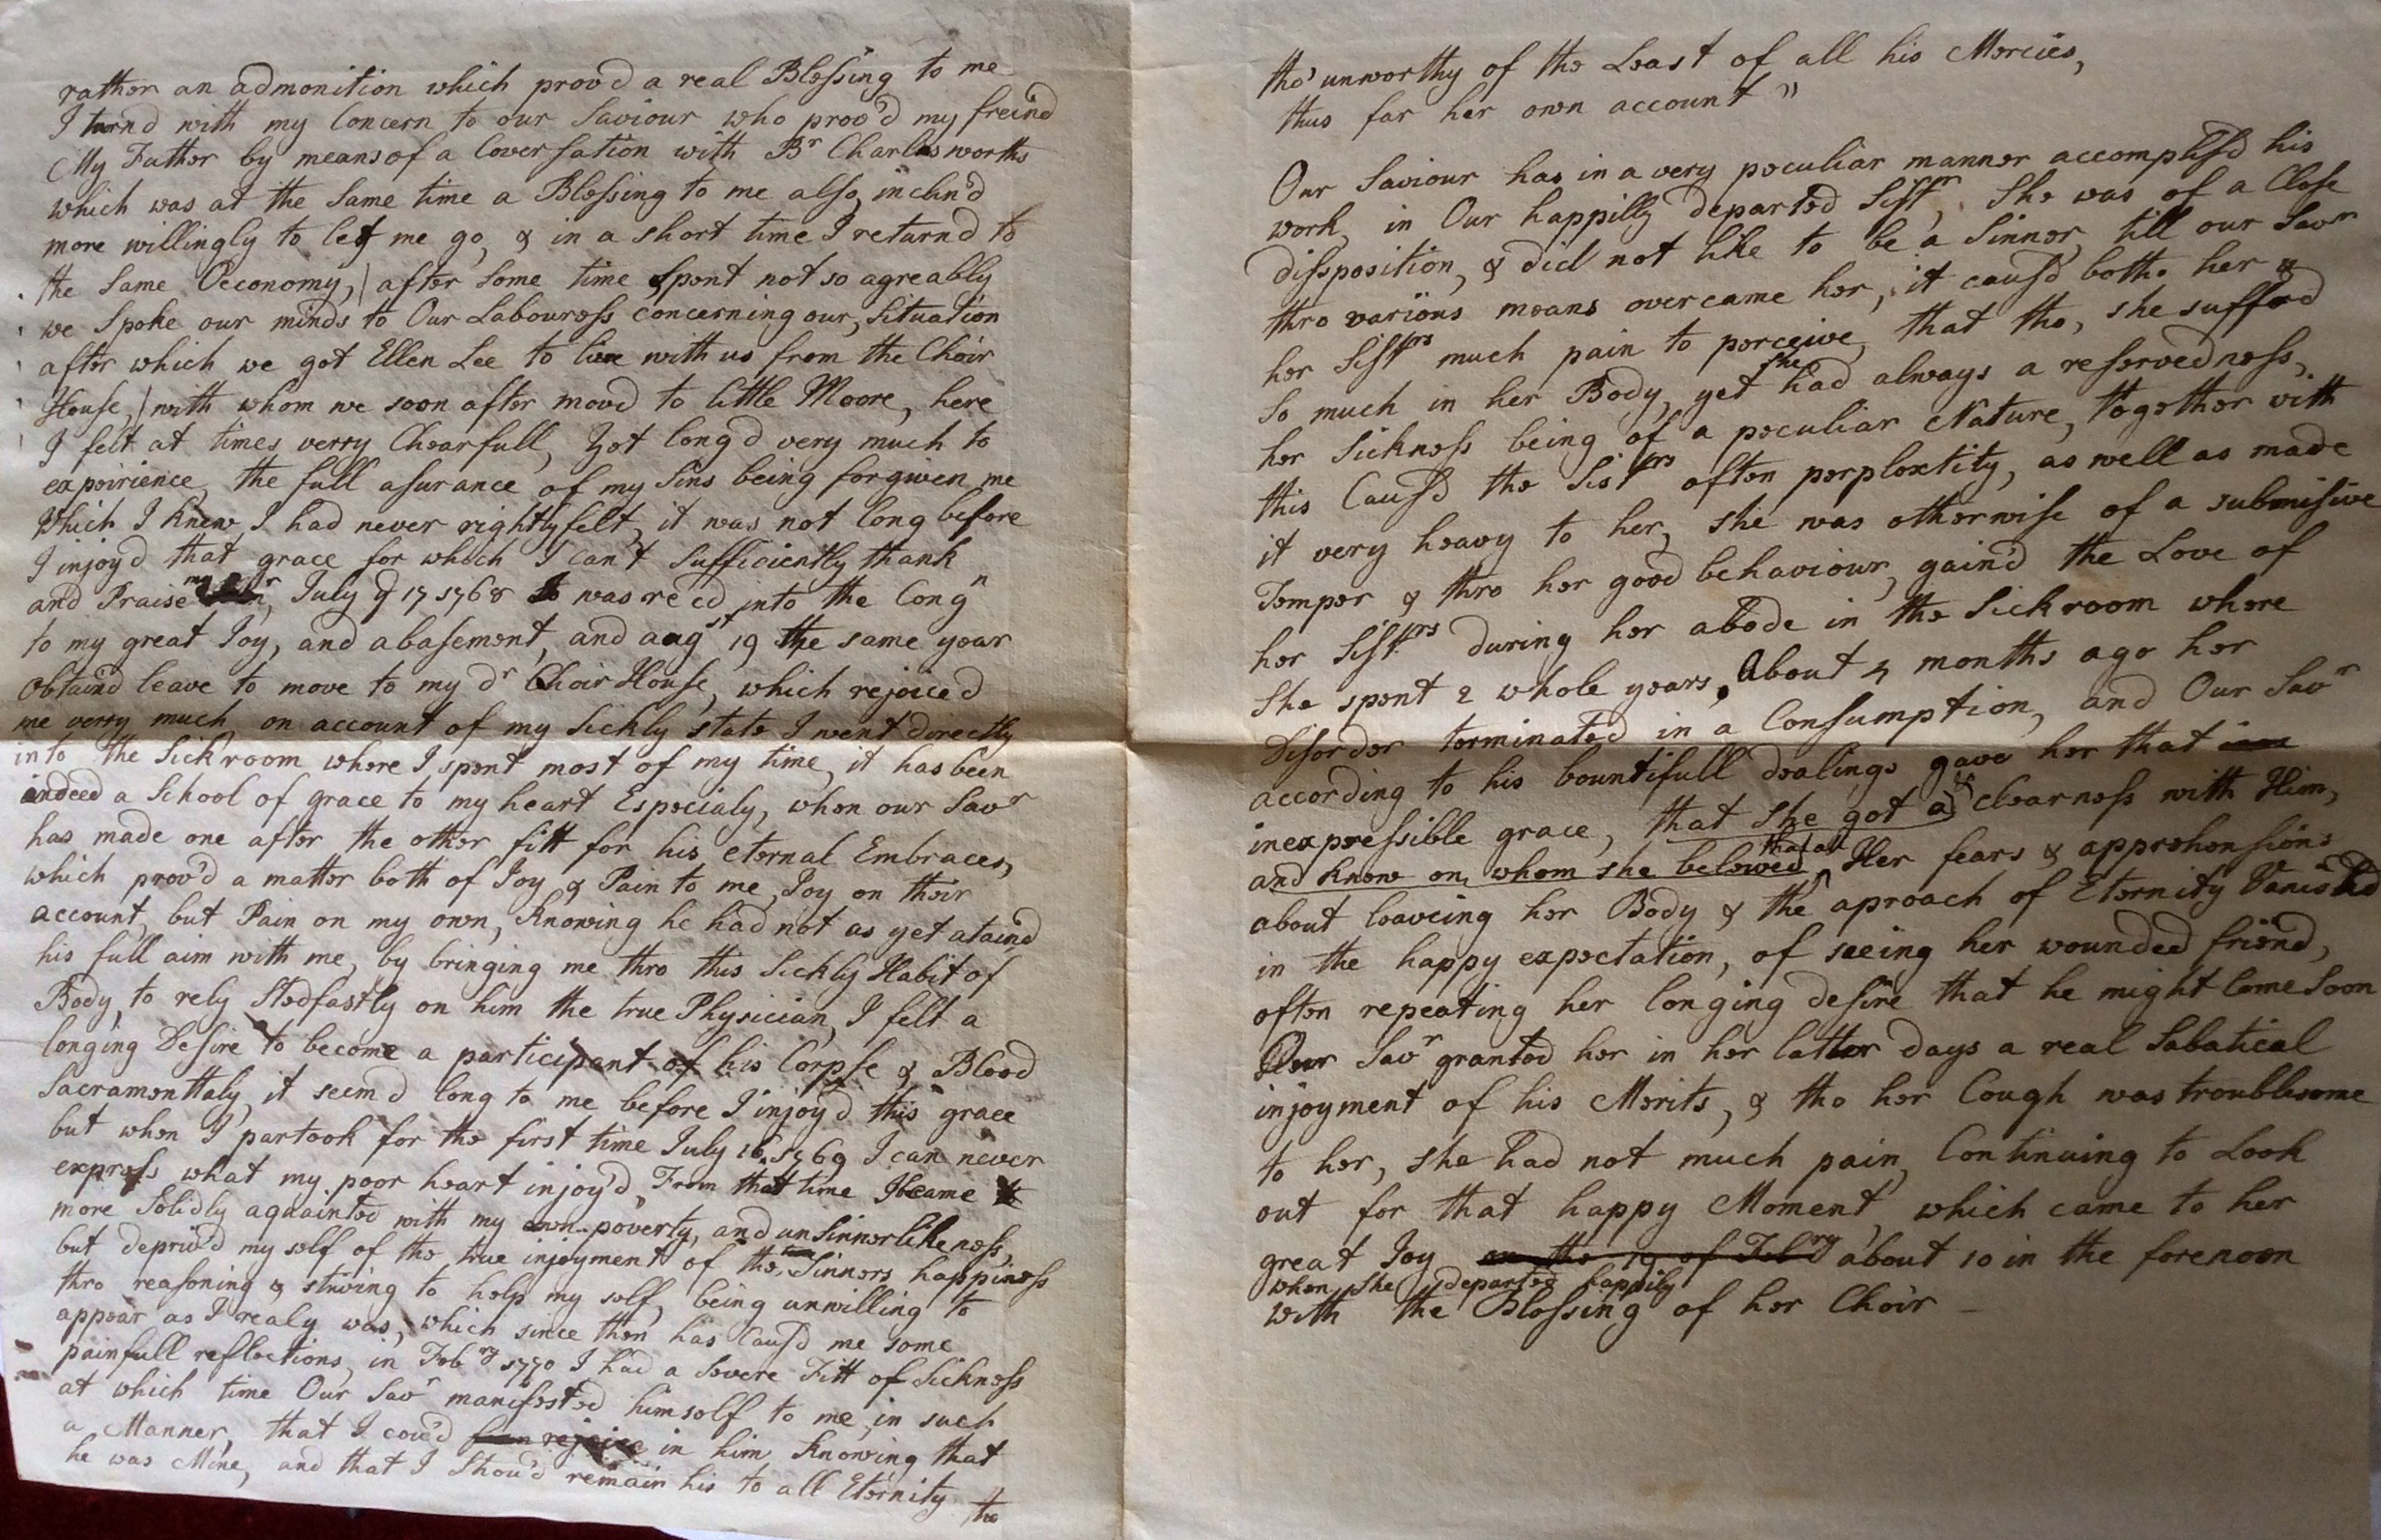 rather an admonition which prov'd a real Blessing to me
I turnd with my Concern to our Saviour who prov'd my freind
My Father by means of a Coversation with Br Charlesworths
which was at the same time a Blessing to me also, inclin'd
more willingly to let me go, & in a short time I return'd to
the same Oeconomy, after some time spent not so agreably
we Spoke our minds to Our Labouress concerning our Situation
after which we got Ellen Lee to live with us from the Choir
House, with whom we soon after movd to little Moore, here
I felt at times verry Chearfull, Yet long'd very much to
expirience the full asurance of my Sins being forgiven me
Which I knew I had never rightly felt, it was not long before
I injoy'd that grace for which I can't sufficiently thank
and Praise my July 17 1768 I was recd into the Congn
to my great Joy, and abasement, and augst 19 the same year
Obtaind leave to move to my dr Choir House, which rejoiced
me verry much on account of my sickly state I went directly
into the Sickroom where I spent most of my time, it has been
indeed a School of grace to my heart Especialy, when our Savr
has made one after the other fitt for his eternal Embraces,
which prov'd a matter both of Joy & Pain to me, Joy on their
account, but Pain on my own, knowing he had not as yet ataind
his full aim with me, by bringing me thro this Sickly Habit of
Body, to rely Stedfastly on him the true Physician, I felt a
longing Desire to become a participant of his Corpse & Blood
Sacramenttaly, it seem'd long to me before I injoy'd this grace
but when I partook for the first time July 16. 1769 I can never
express what my poor heart injoy'd, From that time I became
more Solidly aquainted with my own poverty, and unSinnerlikeness,
but depriv'd my self of the true injoyment of the Sinners happiness
thro reasoning & striving to help my self, being unwilling to
appear as I realy was, which since then has Caus'd me some
painfull reflections, in Febry 1770 I had a severe Fitt of Sickness
at which time Our Savr manifested himself to me, in such
a Manner, that I cou'd rejoice in him knowing that
he was Mine, and that I Shou'd remain his to all Eternity
tho
tho' unworthy of the Least of all his Mercies,
thus far her own account"
Our Saviour has in a very peculiar manner accomplish'd his
work in Our happilly departed Sistr, She was of a Close
dissposition, & did not like to be a Sinner, till our Savr
thro various means overcame her, it caus'd both her &
her Sistrs much pain to perceive, that tho, she sufferd
So much in her Body, yet she had always a reservedness,
her Sickness being of a peculiar Nature, together with
this Caus'd the Sistrs often perplextity, as well as made
it very heavy to her, she was otherwise of a submisive
Temper & thro her good behaviour, gain'd the Love of
her Sistrs during her abode in the Sickroom where
She spent 2 whole years, About 4 months ago her
Disorder terminated in a Consumption, and Our Savr
according to his bountifull dealings gave her that
inexpressible grace, that she got a clearness with Him,
and know on whom she beleived, that all Her fears & apprehensions
about leaveing her Body & the aproach of Eternity Vanished
in the happy expectation, of seeing her wounded friend,
often repeating her longing desire that he might Come Soon
Our Savr granted her in her latter days a real Sabatical
injoyment of his Merits, & tho her Cough was troublesome
to her, she had not much pain, Continuing to Look
out for that happy Moment, which came to her
great Joy on the 19 of Febry about 10 in the forenoon
when she departed happily
with the Blessing of her Choir